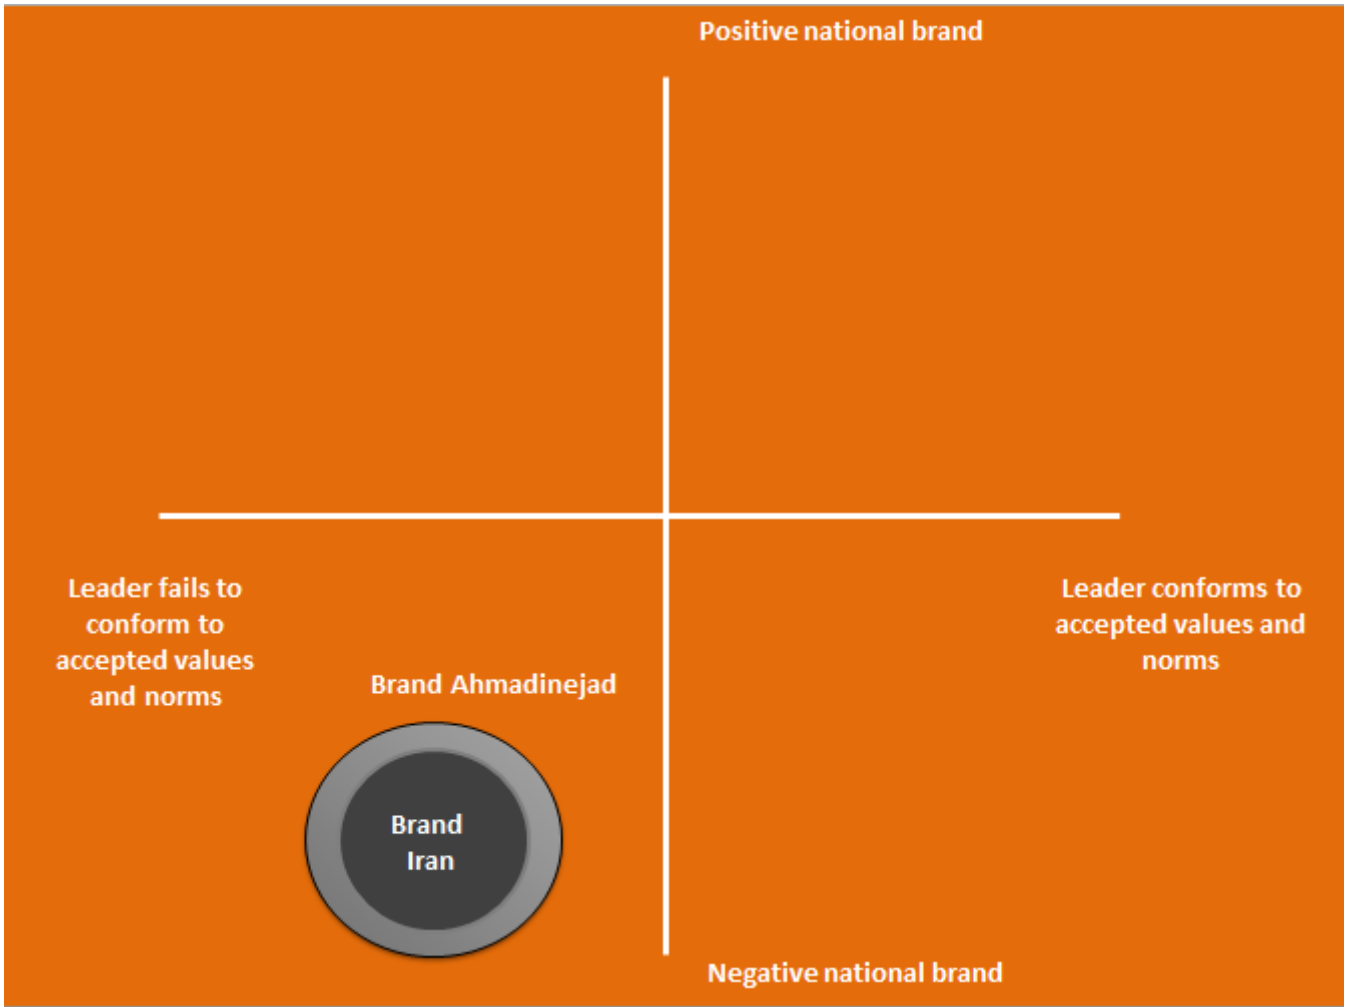 Positive national brand
Leader fails to
conform to
accepted values
and norms
Leader conforms to
accepted values and
norms
Brand Ahmadinejad
Brand
Iran
Negative national brand